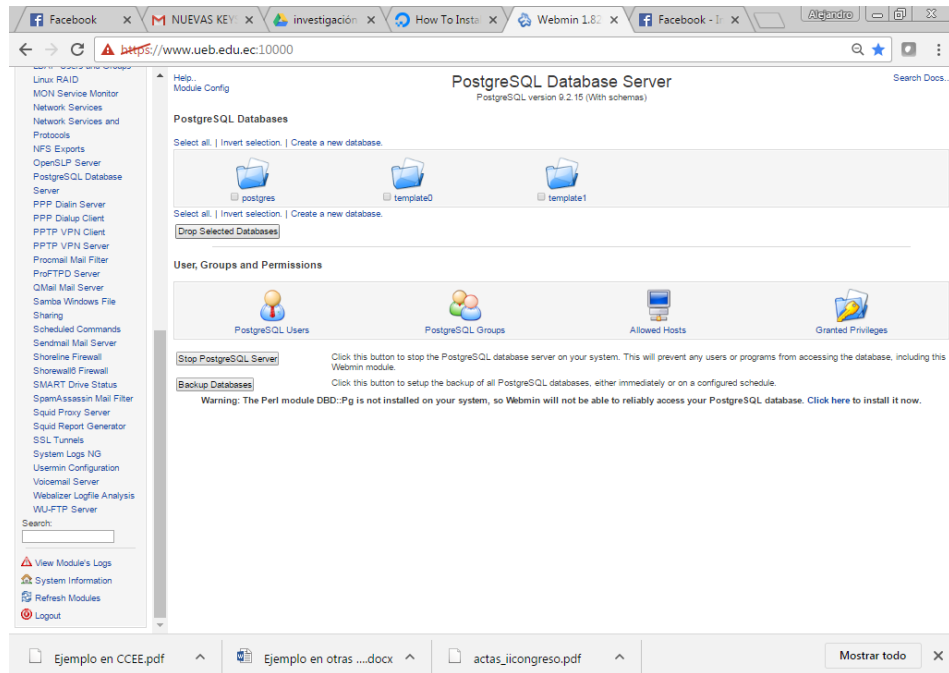 Facebook
NUEVAS KEY
investigación
How To Insta
Webmin 1.82
Facebook - Ir
Alejandro
https://www.ueb.edu.ec:10000
Linux RAID
MON Service Monitor
Network Services
Network Services and
Protocols
NFS Exports
OpenSLP Server
PostgreSQL Database
Server
PPP Dialin Server
PPP Dialup Client
PPTP VPN Client
PPTP VPN Server
Procmail Mail Filter
ProFTPD Server
QMail Mail Server
Samba Windows File
Sharing
Scheduled Commands
Sendmail Mail Server
Shoreline Firewall
Shorewall6 Firewall
SMART Drive Status
SpamAssassin Mail Filter
Squid Proxy Server
Squid Report Generator
SSL Tunnels
System Logs NG
Usermin Configuration
Voicemail Server
Webalizer Logfile Analysis
WU-FTP Server
Search:
View Module's Logs
System Information
Refresh Modules
Logout
Help..
Module Config
PostgreSQL Database Server
PostgreSQL version 9.2.15 (With schemas)
Search Docs..
PostgreSQL Databases
Select all. | Invert selection. | Create a new database.
postgres
template0
template1
Select all. | Invert selection. | Create a new database.
Drop Selected Databases
User, Groups and Permissions
PostgreSQL Users
PostgreSQL Groups
Allowed Hosts
Granted Privileges
Stop PostgreSQL Server
Click this button to stop the PostgreSQL database server on your system. This will prevent any users or programs from accessing the database, including this
Webmin module.
Backup Databases
Click this button to setup the backup of all PostgreSQL databases, either immediately or on a configured schedule.
Warning: The Perl module DBD::Pg is not installed on your system, so Webmin will not be able to reliably access your PostgreSQL database. Click here to install it now.
Ejemplo en CCEE.pdf
Ejemplo en otras ....docx
actas_iicongreso.pdf
Mostrar todo